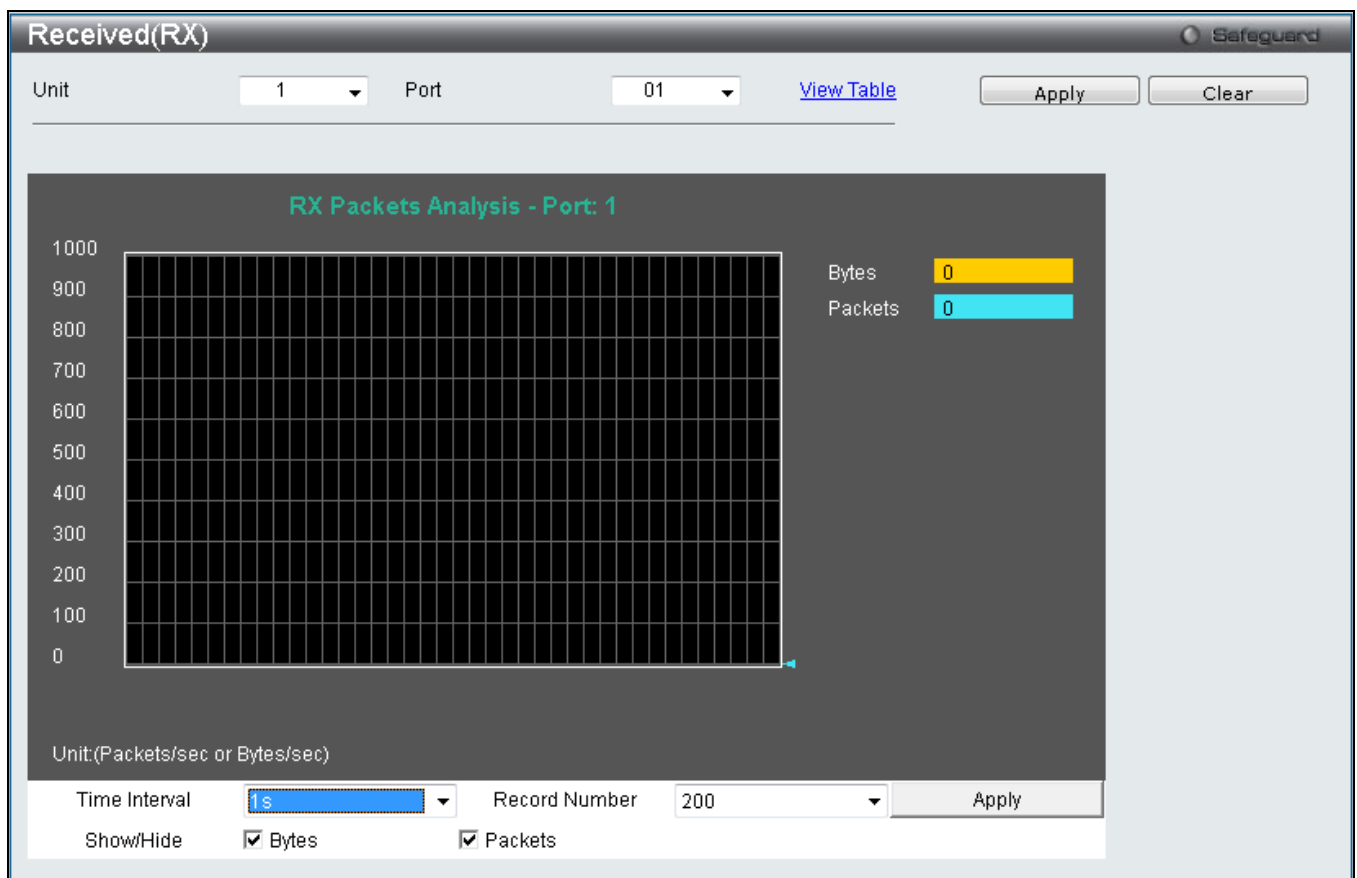 Received(RX)
Safeguard
Unit 1 Port 01 View Table Apply Clear
RX Packets Analysis - Port: 1
1000
900
800
700
600
500
400
300
200
100
0
Bytes 0
Packets 0
Unit:(Packets/sec or Bytes/sec)
Time Interval 1s Record Number 200 Apply
Show/Hide Bytes Packets